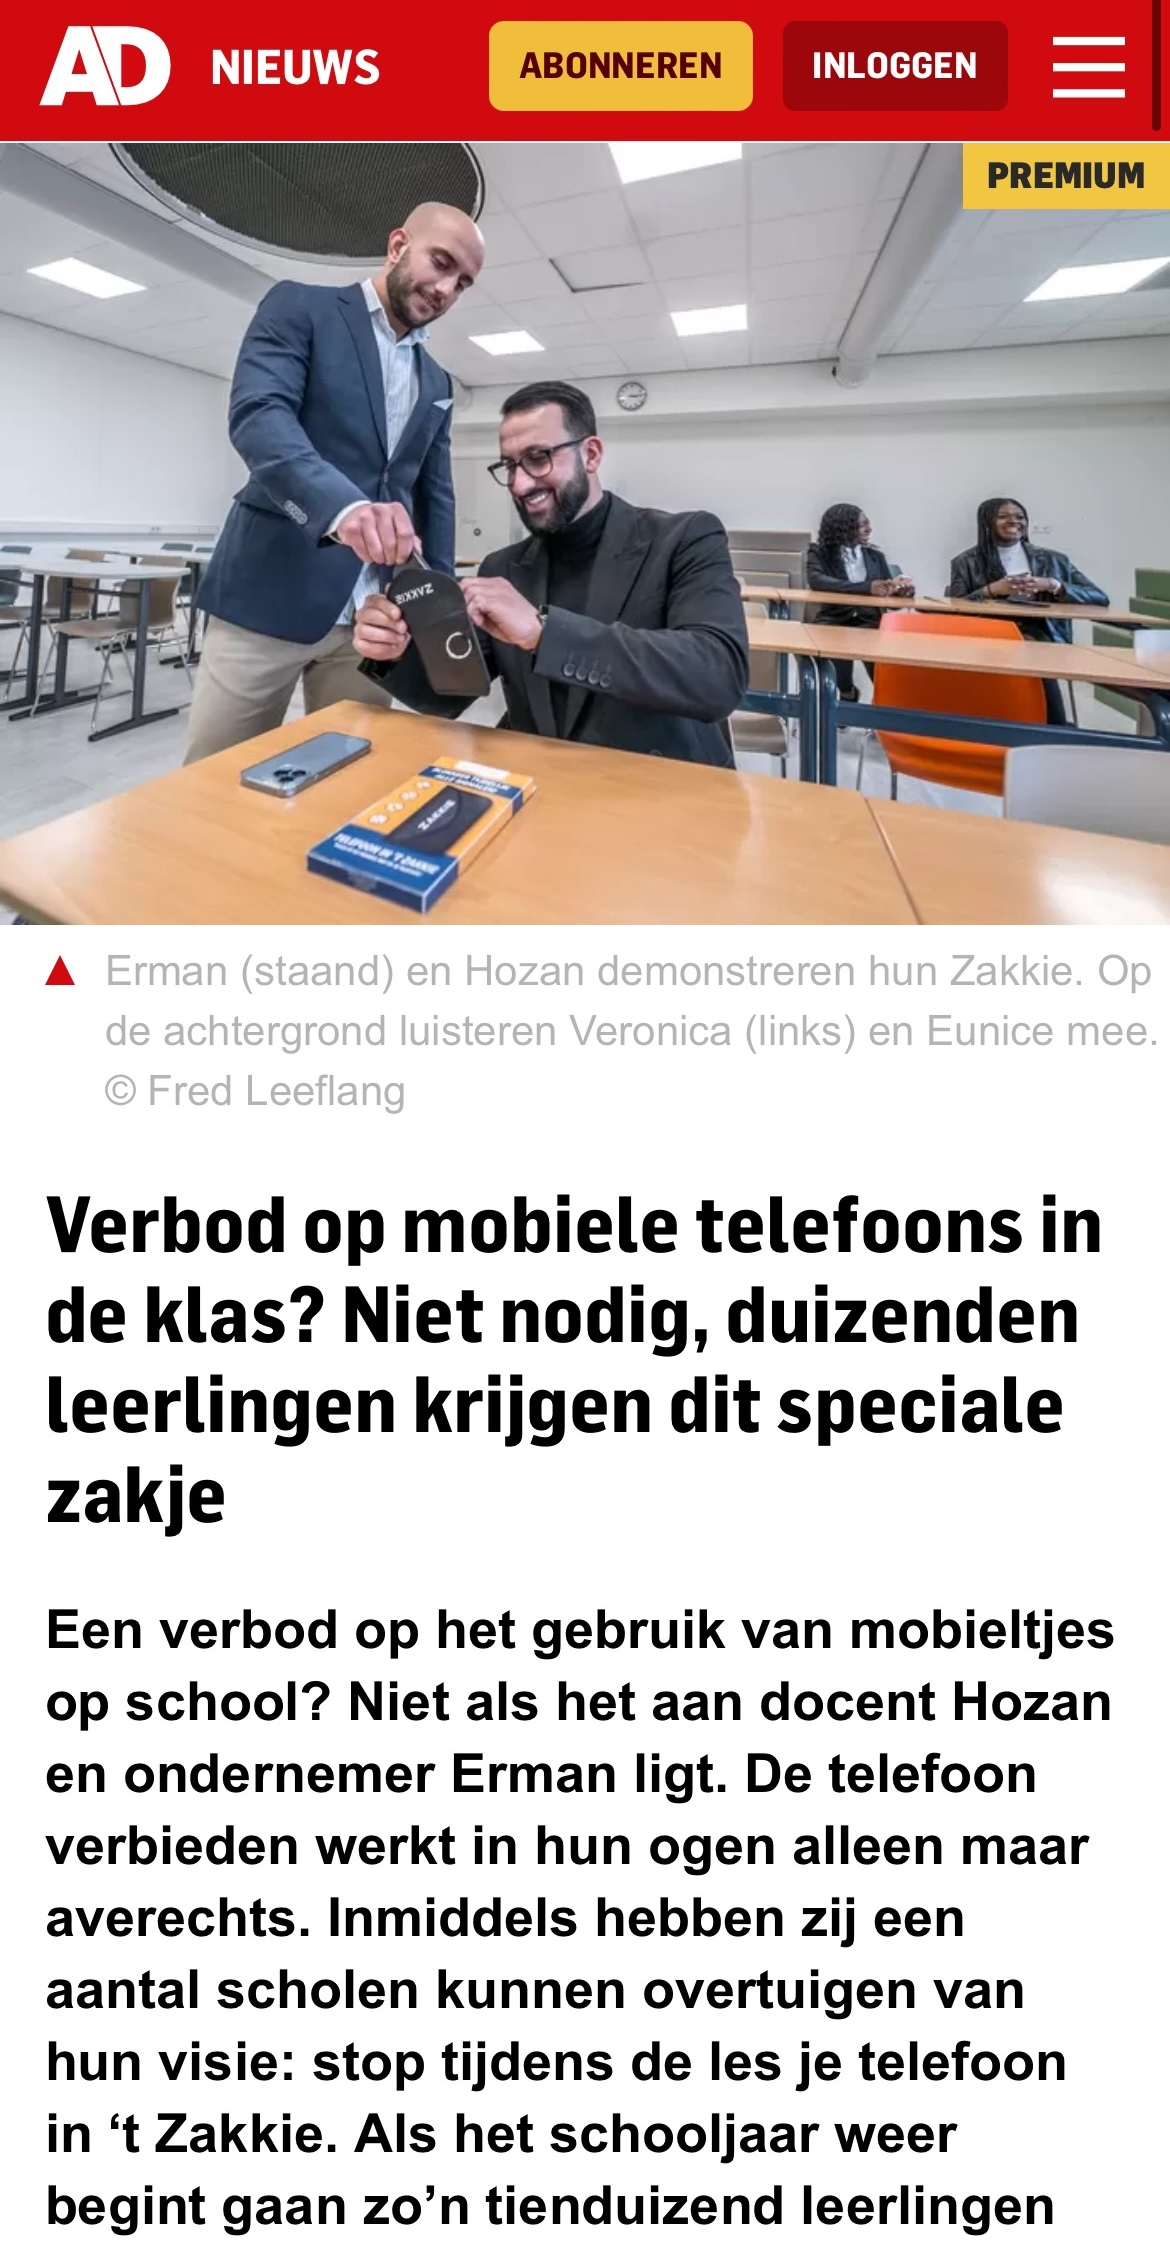 AD NIEUWS ABONNEREN INLOGGEN
PREMIUM
ZAKKIE
ZAKKIE
TELEFOON IN 'T ZAKKIE
Erman (staand) en Hozan demonstreren hun Zakkie. Op
de achtergrond luisteren Veronica (links) en Eunice mee.
© Fred Leeflang
Verbod op mobiele telefoons in
de klas? Niet nodig, duizenden
leerlingen krijgen dit speciale
zakje
Een verbod op het gebruik van mobieltjes
op school? Niet als het aan docent Hozan
en ondernemer Erman ligt. De telefoon
verbieden werkt in hun ogen alleen maar
averechts. Inmiddels hebben zij een
aantal scholen kunnen overtuigen van
hun visie: stop tijdens de les je telefoon
in ‘t Zakkie. Als het schooljaar weer
begint gaan zo’n tienduizend leerlingen